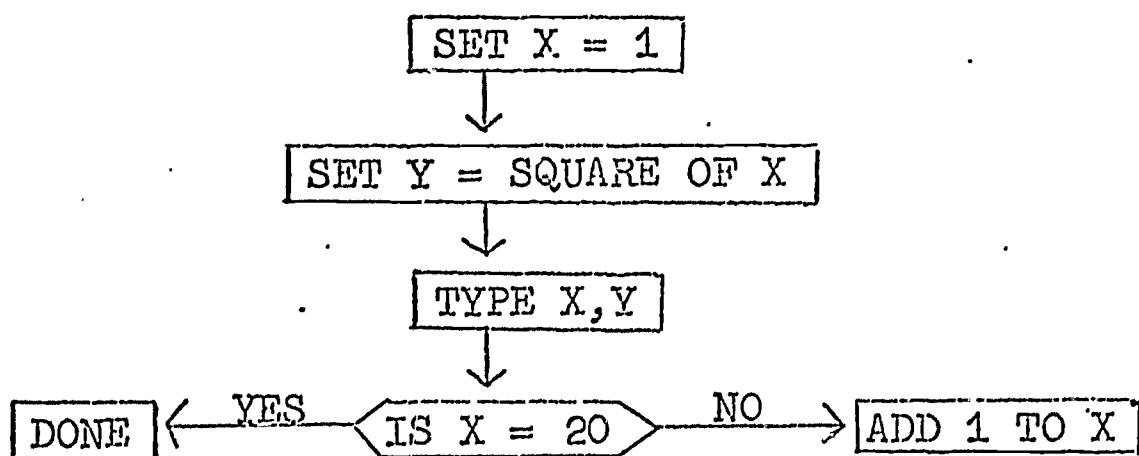 SET X = 1
SET Y = SQUARE OF X
TYPE X,Y
DONE YES IS X = 20 NO ADD 1 TO X